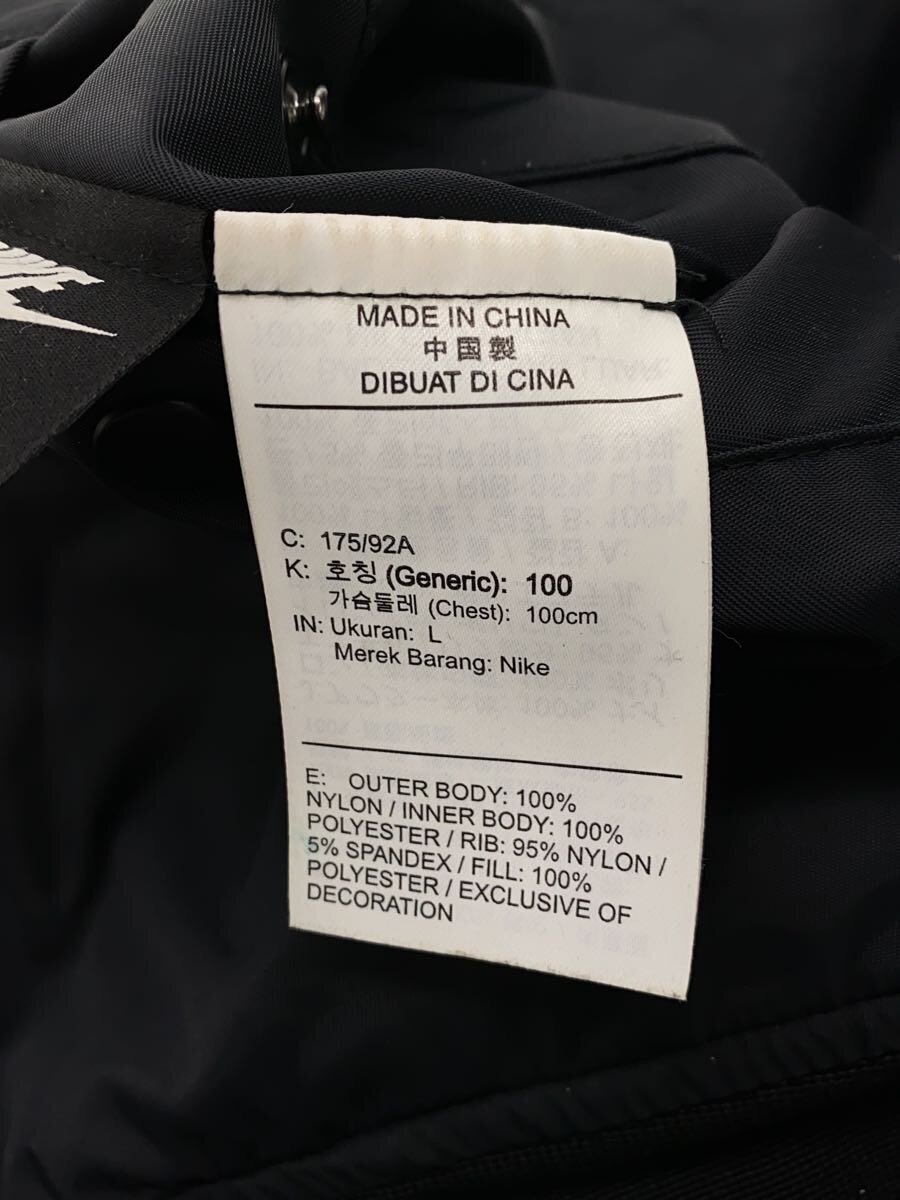 MADE IN CHINA
中国製
DIBUAT DI CINA
C: 175/92A
K: 호칭 (Generic): 100
가슴둘레 (Chest): 100cm
IN: Ukuran: L
Merek Barang: Nike
E: OUTER BODY: 100%
NYLON / INNER BODY: 100%
POLYESTER / RIB: 95% NYLON /
5% SPANDEX / FILL: 100%
POLYESTER / EXCLUSIVE OF
DECORATION